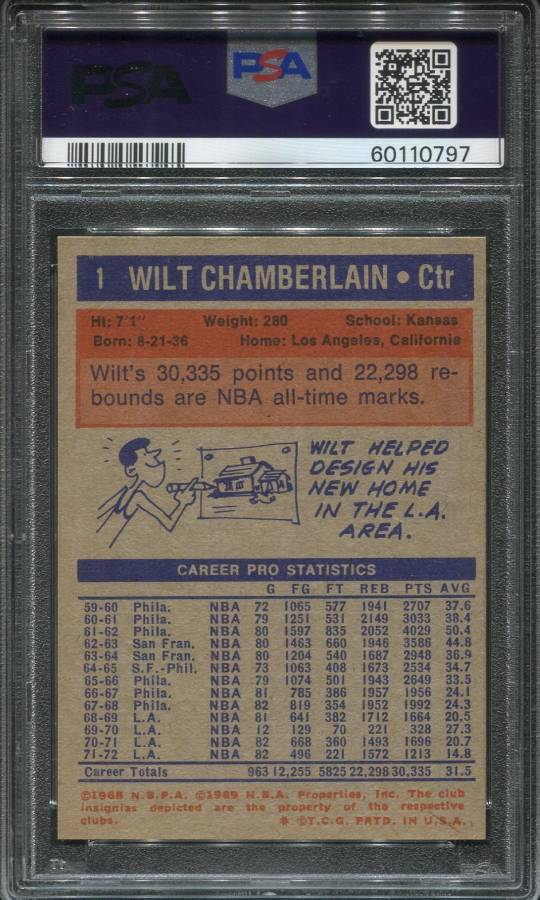 PSA
PSA
60110797
1 WILT CHAMBERLAIN • Ctr
Ht: 7'1" Weight: 280 School: Kansas
Born: 8-21-36 Home: Los Angeles, California
Wilt's 30,335 points and 22,298 re-
bounds are NBA all-time marks.
WILT HELPED
DESIGN HIS
NEW HOME
IN THE L.A.
AREA.
CAREER PRO STATISTICS
G FG FT REB PTS AVG
59-60 Phila. NBA 72 1065 577 1941 2707 37.6
60-61 Phila. NBA 79 1251 531 2149 3033 38.4
61-62 Phila. NBA 80 1597 835 2052 4029 50.4
62-63 San Fran. NBA 80 1463 660 1946 3586 44.8
63-64 San Fran. NBA 80 1204 540 1687 2948 36.9
64-65 S.F.-Phil. NBA 73 1063 408 1673 2534 34.7
65-66 Phila. NBA 79 1074 501 1943 2649 33.5
66-67 Phila. NBA 81 785 386 1957 1956 24.1
67-68 Phila. NBA 82 819 354 1952 1992 24.3
68-69 L.A. NBA 81 641 382 1712 1664 20.5
69-70 L.A. NBA 12 129 70 221 328 27.3
70-71 L.A. NBA 82 668 360 1493 1696 20.7
71-72 L.A. NBA 82 496 221 1572 1213 14.8
Career Totals 963 12,255 5825 22,298 30,335 31.5
©1968 N.B.P.A. ©1969 N.B.A. Properties, Inc. The club
insignias depicted are the property of the respective
clubs. * ©T.C.G. PRTD. IN U.S.A.
PSA